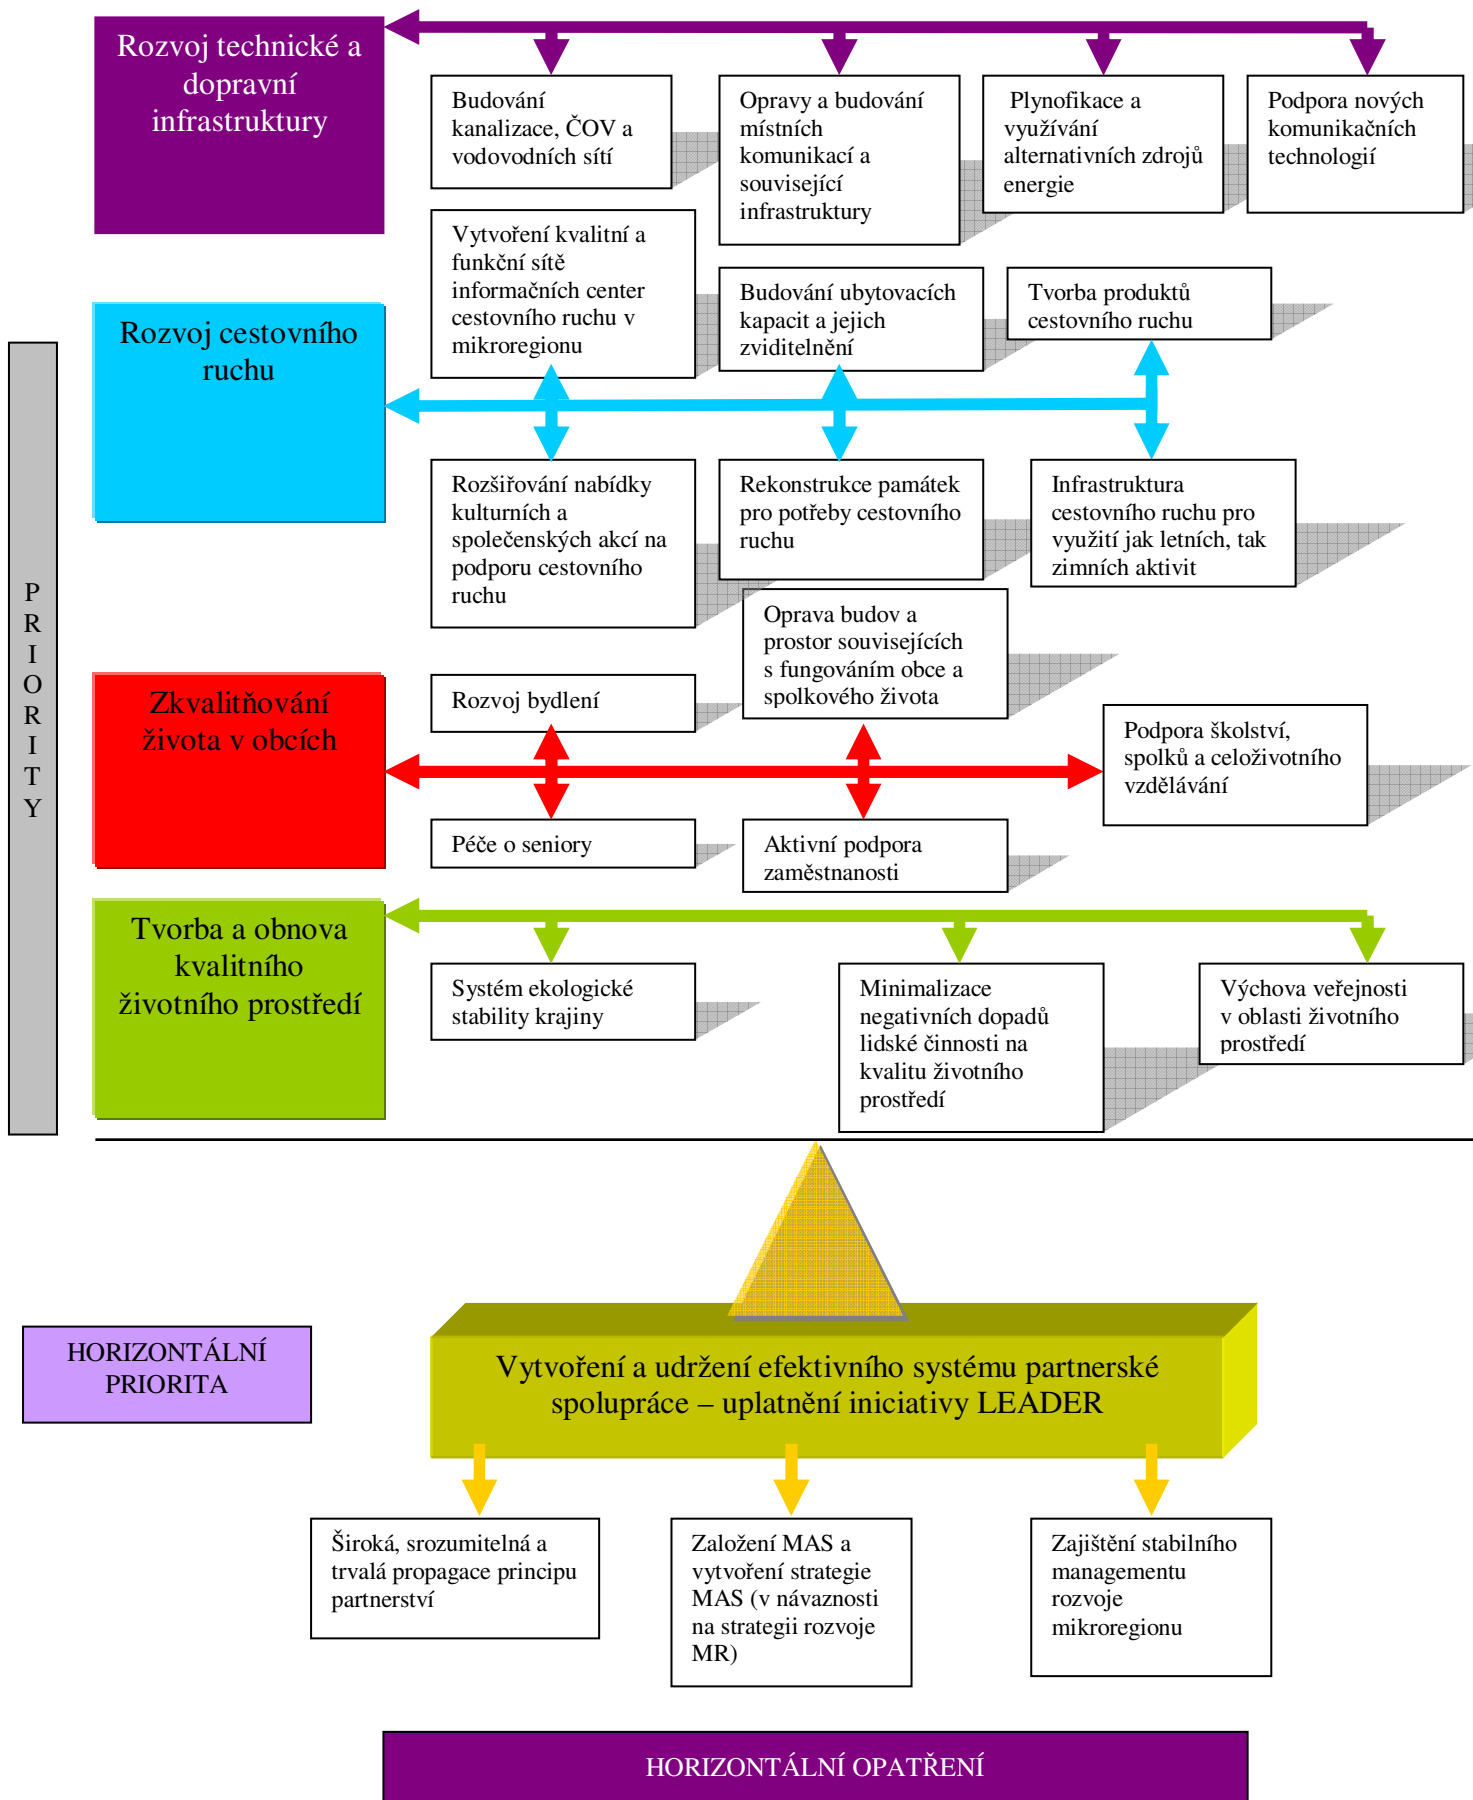 Rozvoj technické a
dopravní
infrastruktury
Budování
kanalizace, ČOV a
vodovodních sítí
Opravy a budování
místních
komunikací a
související
infrastruktury
Plynofikace a
využívání
alternativních zdrojů
energie
Podpora nových
komunikačních
technologií
P
R
I
O
R
I
T
Y
Rozvoj cestovního
ruchu
Vytvoření kvalitní a
funkční sítě
informačních center
cestovního ruchu v
mikroregionu
Budování ubytovacích
kapacit a jejich
zviditelnění
Tvorba produktů
cestovního ruchu
Rozšiřování nabídky
kulturních a
společenských akcí na
podporu cestovního
ruchu
Rekonstrukce památek
pro potřeby cestovního
ruchu
Infrastruktura
cestovního ruchu pro
využití jak letních, tak
zimních aktivit
Zkvalitňování
života v obcích
Rozvoj bydlení
Oprava budov a
prostor souvisejících
s fungováním obce a
spolkového života
Podpora školství,
spolků a celoživotního
vzdělávání
Péče o seniory
Aktivní podpora
zaměstnanosti
Tvorba a obnova
kvalitního
životního prostředí
Systém ekologické
stability krajiny
Minimalizace
negativních dopadů
lidské činnosti na
kvalitu životního
prostředí
Výchova veřejnosti
v oblasti životního
prostředí
HORIZONTÁLNÍ
PRIORITA
Vytvoření a udržení efektivního systému partnerské
spolupráce – uplatnění iniciativy LEADER
Široká, srozumitelná a
trvalá propagace principu
partnerství
Založení MAS a
vytvoření strategie
MAS (v návaznosti
na strategii rozvoje
MR)
Zajištění stabilního
managementu
rozvoje
mikroregionu
HORIZONTÁLNÍ OPATŘENÍ